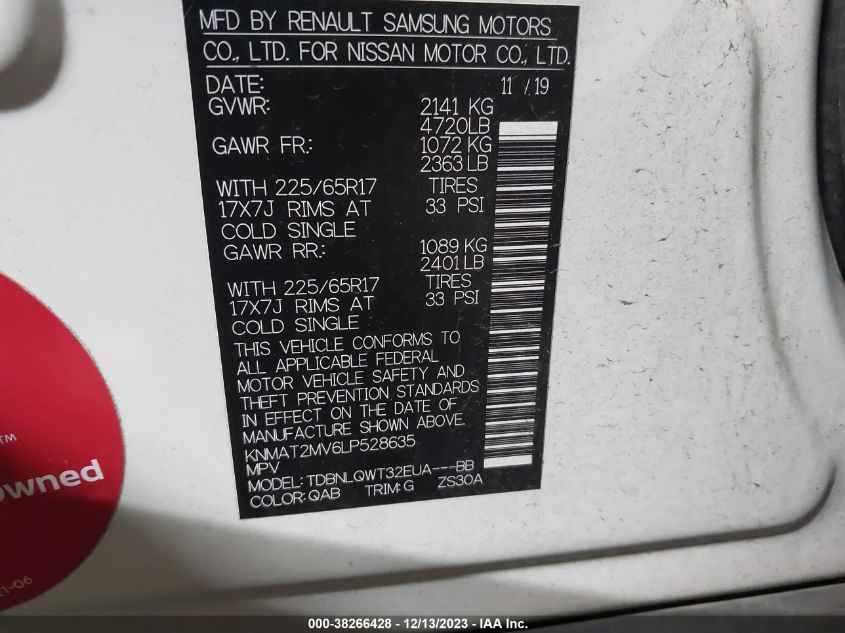 MFD BY RENAULT SAMSUNG MOTORS
CO., LTD. FOR NISSAN MOTOR CO., LTD.
DATE: 11 / 19
GVWR: 2141 KG
4720LB
GAWR FR.: 1072 KG
2363 LB
WITH 225/65R17 TIRES
17X7J RIMS AT 33 PSI
COLD SINGLE
GAWR RR.: 1089 KG
2401 LB
WITH 225/65R17 TIRES
17X7J RIMS AT 33 PSI
COLD SINGLE
THIS VEHICLE CONFORMS TO
ALL APPLICABLE FEDERAL
MOTOR VEHICLE SAFETY AND
THEFT PREVENTION STANDARDS
IN EFFECT ON THE DATE OF
MANUFACTURE SHOWN ABOVE.
KNMAT2MV6LP528635
MPV
MODEL: TDBNLQWT32EUA---BB
COLOR: QAB TRIM: G ZS30A
TM
owned
21-06
000-38266428 - 12/13/2023 - IAA Inc.